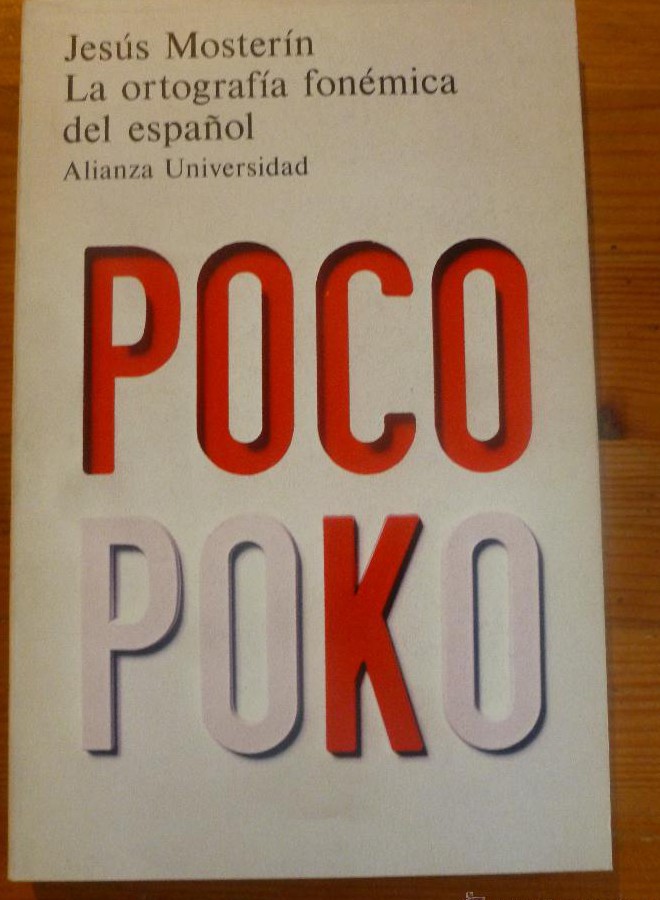 Jesús Mosterín
La ortografía fonémica
del español
Alianza Universidad
POCO
POKO